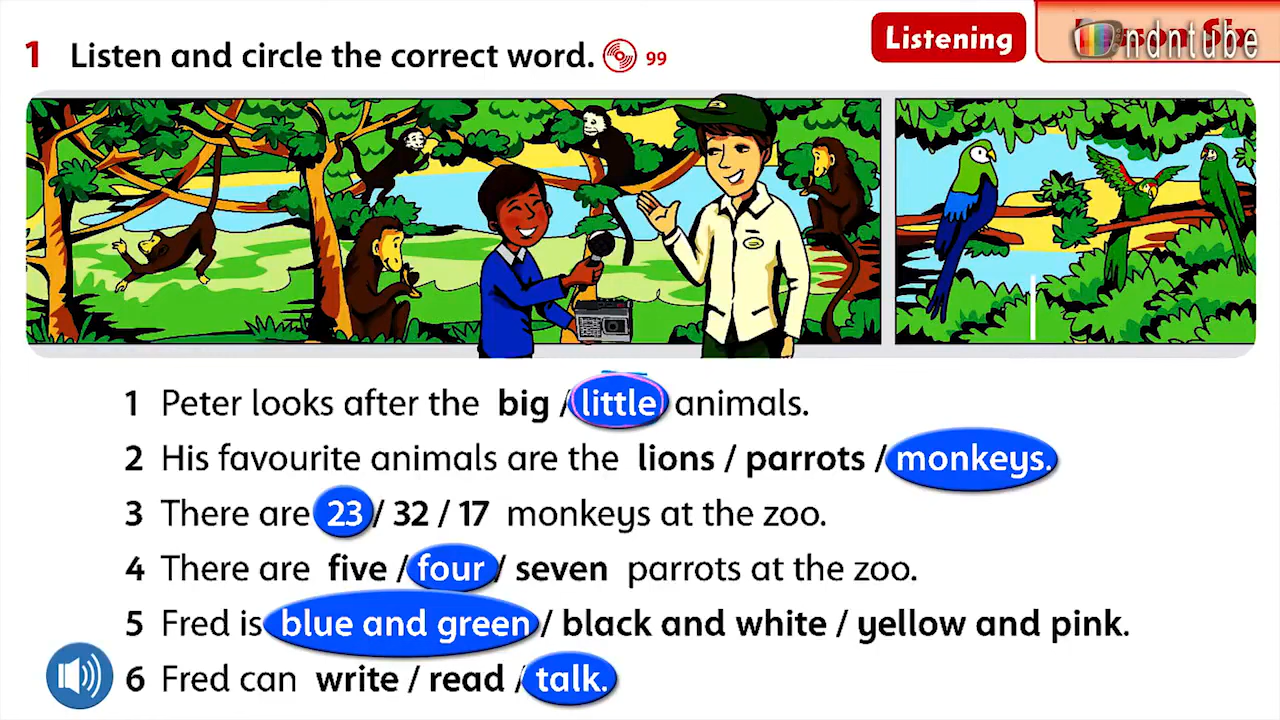 1 Listen and circle the correct word. 99
Listening
ndntube
1 Peter looks after the big / little animals.
2 His favourite animals are the lions / parrots / monkeys.
3 There are 23 / 32 / 17 monkeys at the zoo.
4 There are five / four / seven parrots at the zoo.
5 Fred is blue and green / black and white / yellow and pink.
6 Fred can write / read / talk.